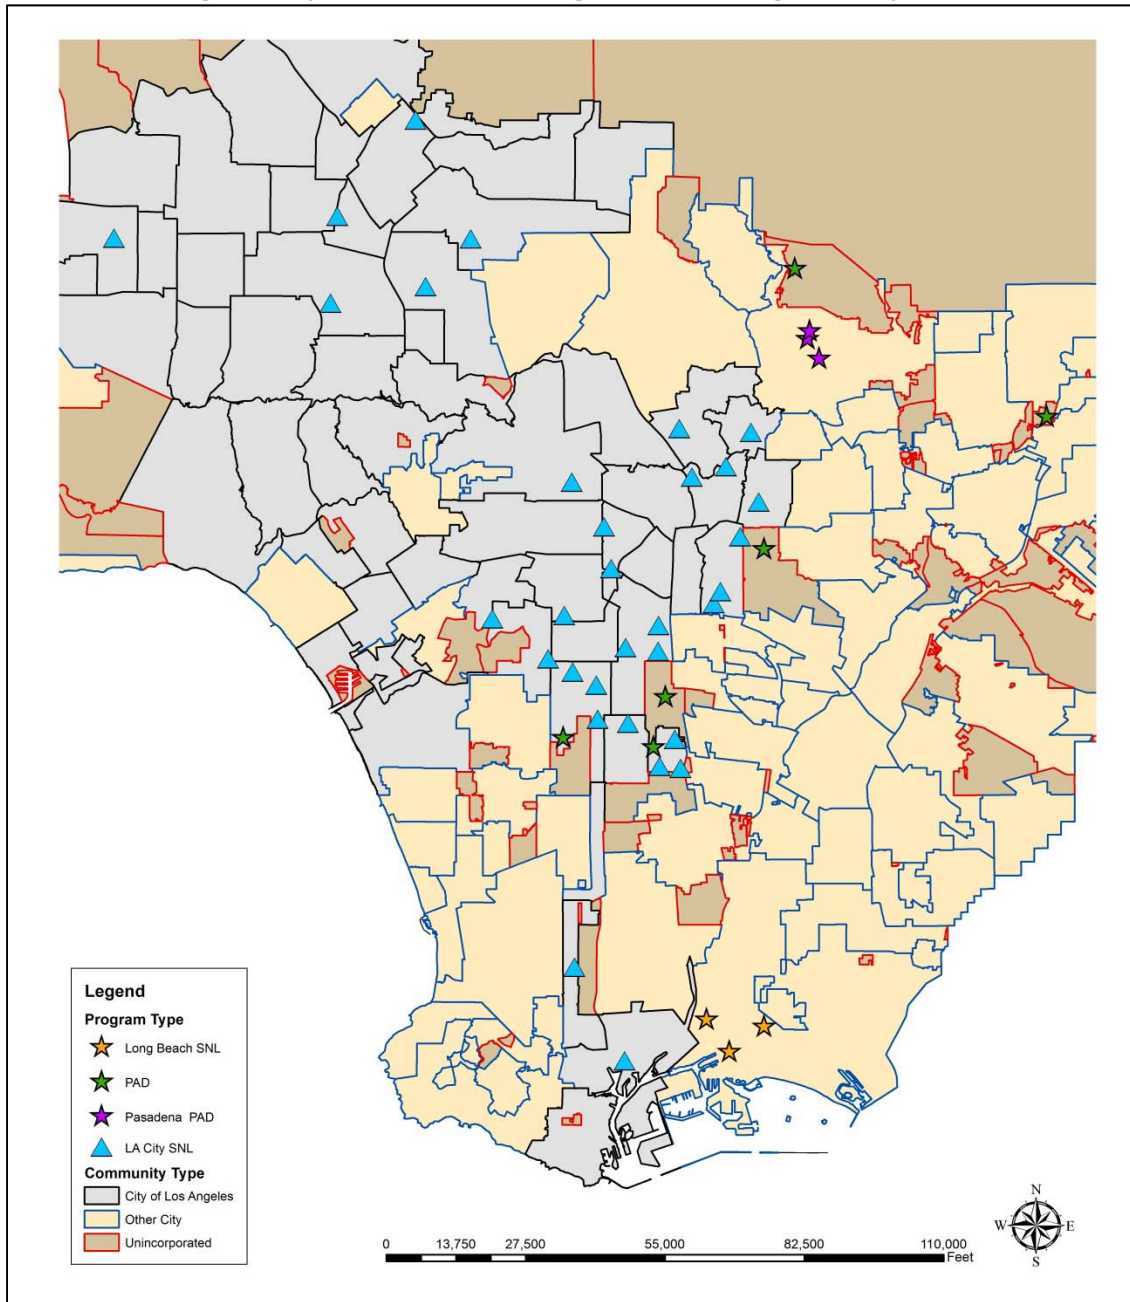 Legend
Program Type
Long Beach SNL
PAD
Pasadena PAD
LA City SNL
Community Type
City of Los Angeles
Other City
Unincorporated
N
W E
S
0 13,750 27,500 55,000 82,500 110,000
Feet